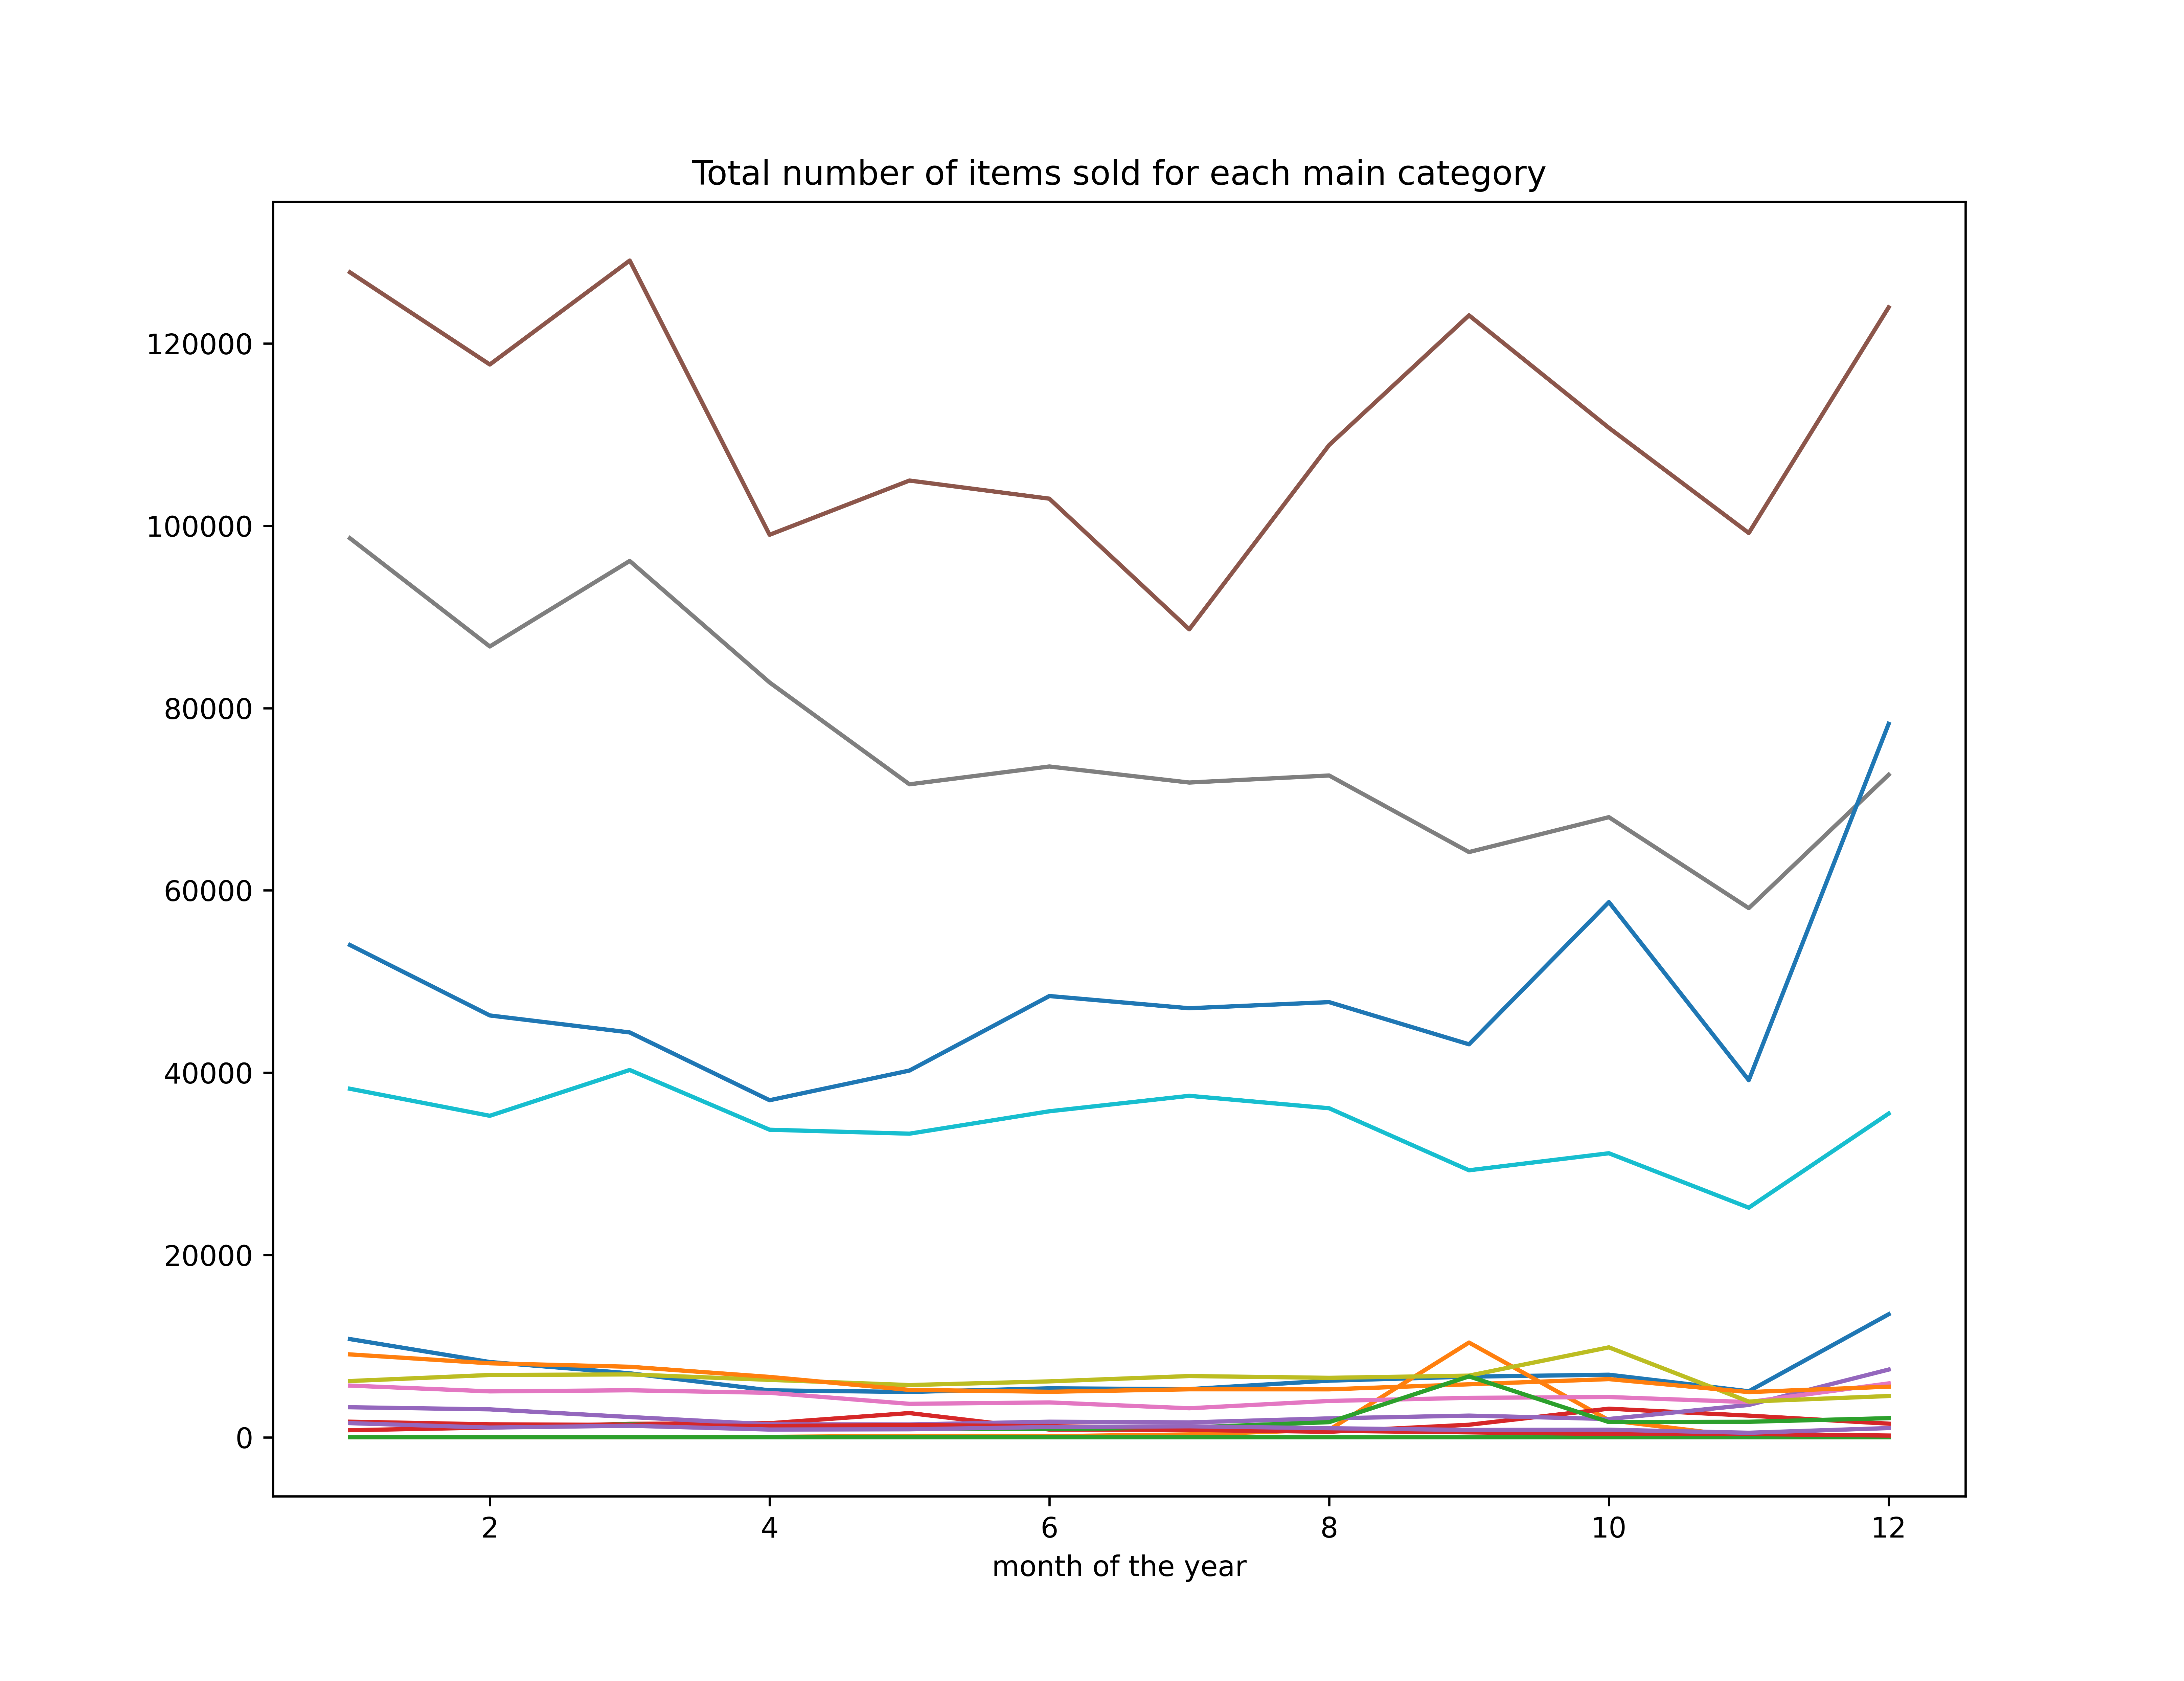 Total number of items sold for each main category
120000
100000
80000
60000
40000
20000
0
2 4 6 8 10 12
month of the year